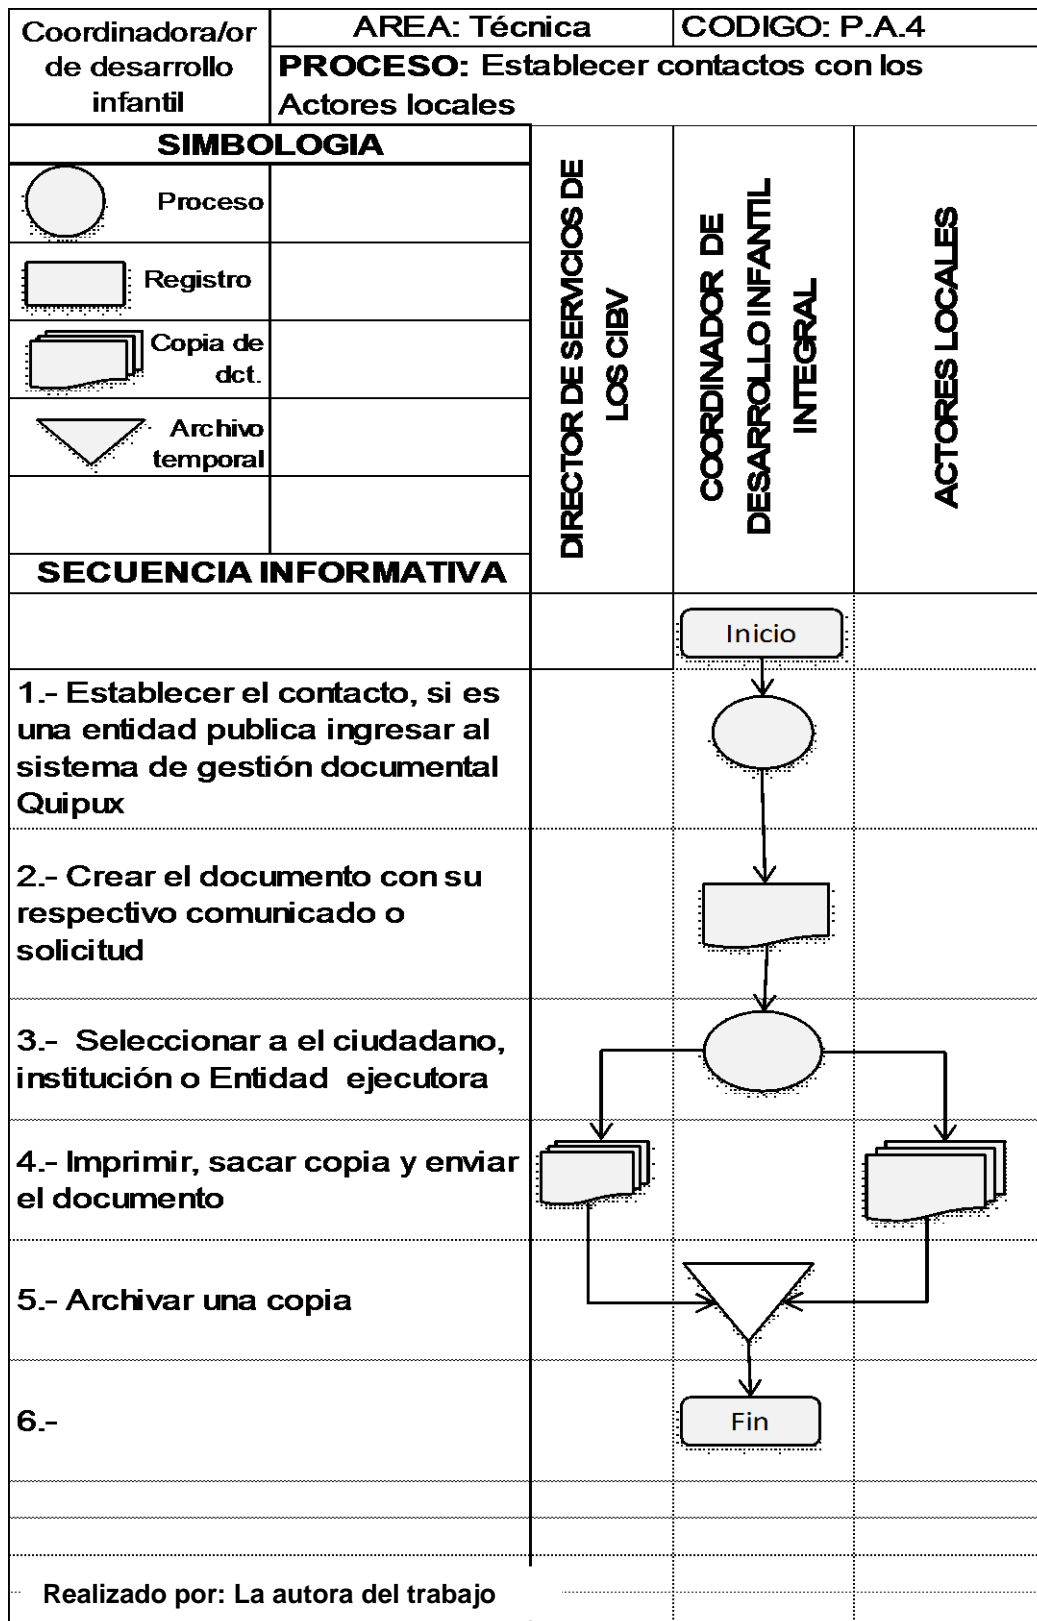 Coordinadora/or
de desarrollo
infantil
AREA: Técnica
CODIGO: P.A.4
PROCESO: Establecer contactos con los
Actores locales
SIMBOLOGIA
Proceso
Registro
Copia de
dct.
Archivo
temporal
DIRECTOR DE SERVICIOS DE
LOS CIBV
COORDINADOR DE
DESARROLLO INFANTIL
INTEGRAL
ACTORES LOCALES
SECUENCIA INFORMATIVA
Inicio
1.- Establecer el contacto, si es
una entidad publica ingresar al
sistema de gestión documental
Quipux
2.- Crear el documento con su
respectivo comunicado o
solicitud
3.- Seleccionar a el ciudadano,
institución o Entidad ejecutora
4.- Imprimir, sacar copia y enviar
el documento
5.- Archivar una copia
6.-
Fin
Realizado por: La autora del trabajo